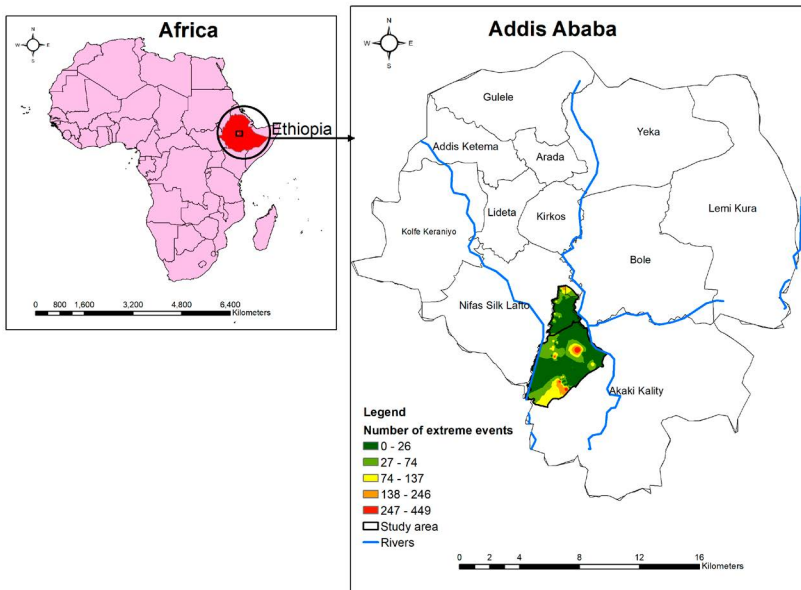 Africa
N
W E
S
Ethiopia
0 800 1,600 3,200 4,800 6,400
Kilometers
Addis Ababa
N
W E
S
Gulele
Yeka
Addis Ketema
Arada
Lideta
Kirkos
Lemi Kura
Kolfe Keraniyo
Bole
Nifas Silk Lafto
Akaki Kality
Legend
Number of extreme events
0 - 26
27 - 74
74 - 137
138 - 246
247 - 449
Study area
Rivers
0 2 4 8 12 16
Kilometers